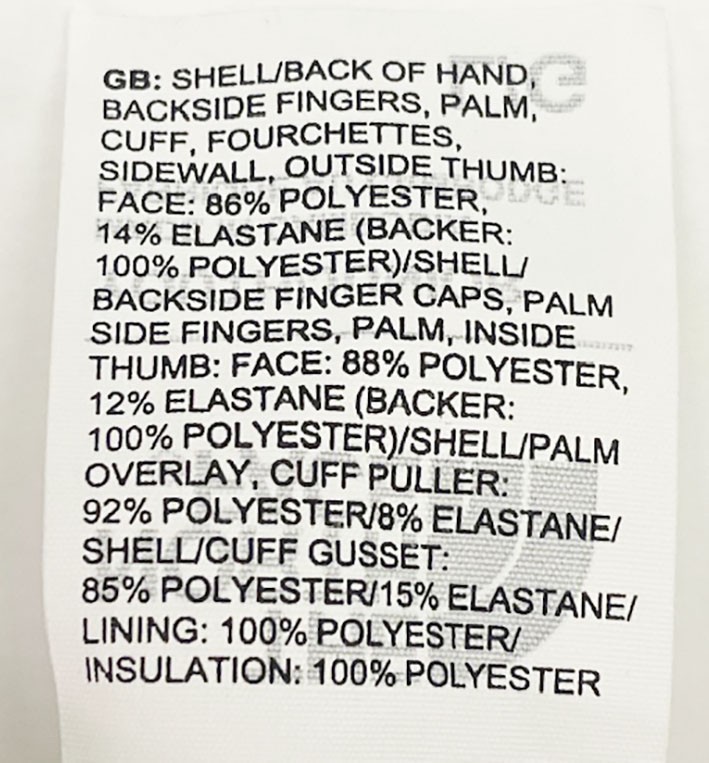 GB: SHELL/BACK OF HAND,
BACKSIDE FINGERS, PALM,
CUFF, FOURCHETTES,
SIDEWALL, OUTSIDE THUMB:
FACE: 86% POLYESTER,
14% ELASTANE (BACKER:
100% POLYESTER)/SHELL/
BACKSIDE FINGER CAPS, PALM
SIDE FINGERS, PALM, INSIDE
THUMB: FACE: 88% POLYESTER,
12% ELASTANE (BACKER:
100% POLYESTER)/SHELL/PALM
OVERLAY, CUFF PULLER:
92% POLYESTER/8% ELASTANE/
SHELL/CUFF GUSSET:
85% POLYESTER/15% ELASTANE/
LINING: 100% POLYESTER/
INSULATION: 100% POLYESTER